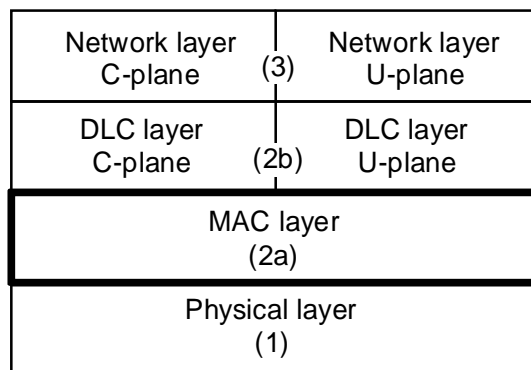 Network layer
C-plane
(3)
Network layer
U-plane
DLC layer
C-plane
(2b)
DLC layer
U-plane
MAC layer
(2a)
Physical layer
(1)